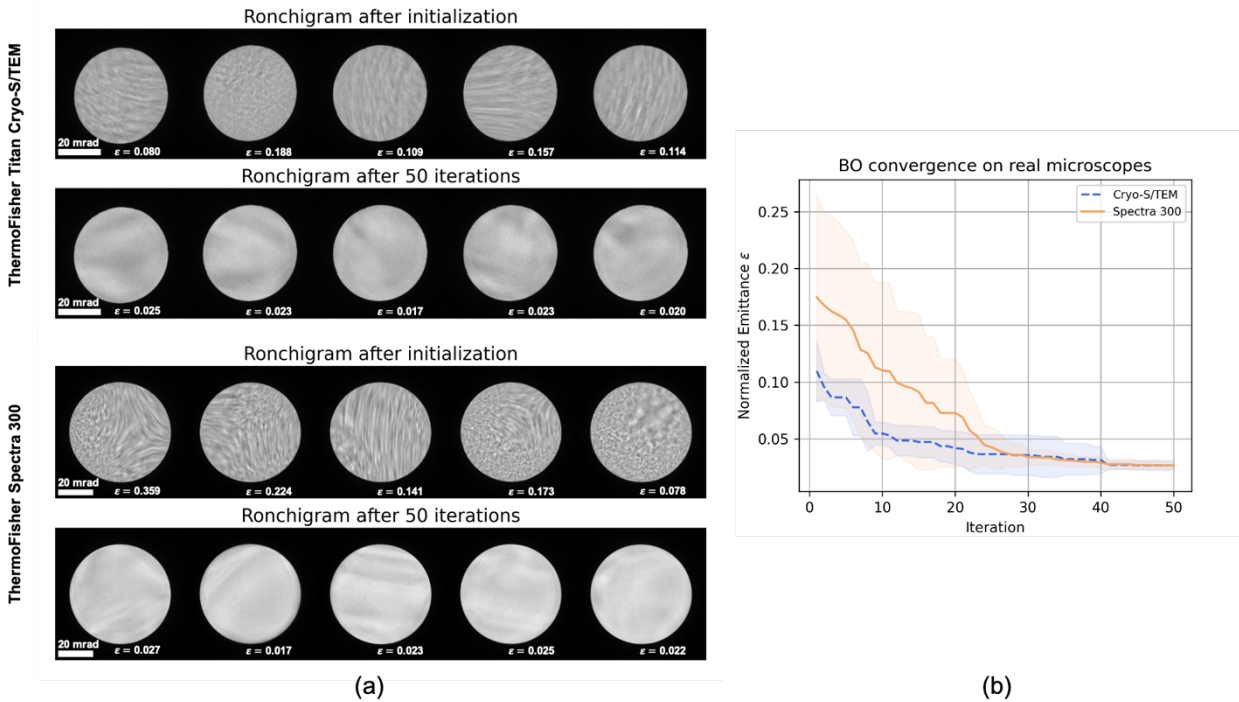 ThermoFisher Titan Cryo-S/TEM
Ronchigram after initialization
20 mrad
ε = 0.080
ε = 0.188
ε = 0.109
ε = 0.157
ε = 0.114
Ronchigram after 50 iterations
20 mrad
ε = 0.025
ε = 0.023
ε = 0.017
ε = 0.023
ε = 0.020
ThermoFisher Spectra 300
Ronchigram after initialization
20 mrad
ε = 0.359
ε = 0.224
ε = 0.141
ε = 0.173
ε = 0.078
Ronchigram after 50 iterations
20 mrad
ε = 0.027
ε = 0.017
ε = 0.023
ε = 0.025
ε = 0.022
(a)
BO convergence on real microscopes
Cryo-S/TEM
Spectra 300
Normalized Emittance ε
0.25
0.20
0.15
0.10
0.05
0
10
20
30
40
50
Iteration
(b)